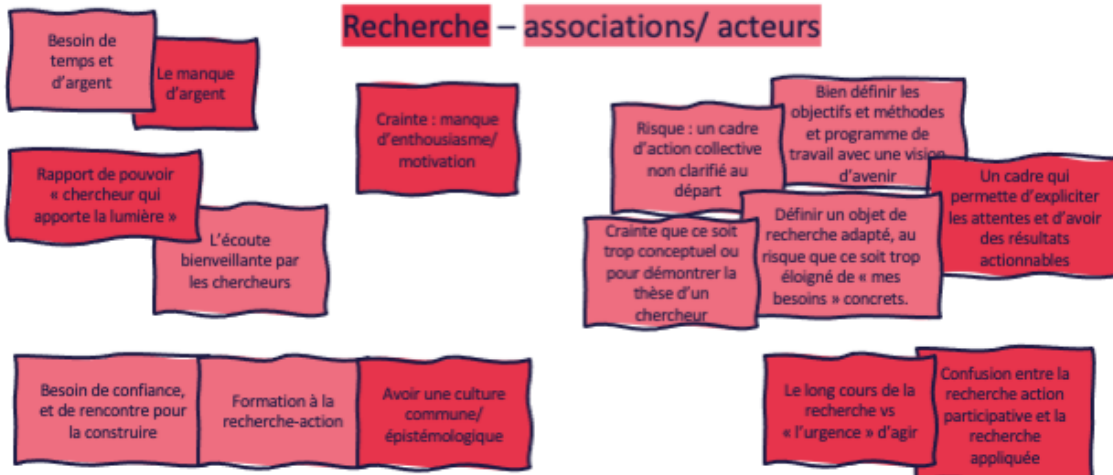 Recherche – associations/ acteurs
Besoin de
temps et
d'argent
Le manque
d'argent
Crainte : manque
d'enthousiasme/
motivation
Rapport de pouvoir
« chercheur qui
apporte la lumière »
L'écoute
bienveillante par
les chercheurs
Risque : un cadre
d'action collective
non clarifié au
départ
Bien définir les
objectifs et méthodes
et programme de
travail avec une vision
d'avenir
Un cadre qui
permette d'expliciter
les attentes et d'avoir
des résultats
actionnables
Crainte que ce soit
trop conceptuel ou
pour démontrer la
thèse d'un
chercheur
Définir un objet de
recherche adapté, au
risque que ce soit trop
éloigné de « mes
besoins » concrets.
Besoin de confiance,
et de rencontre pour
la construire
Formation à la
recherche-action
Avoir une culture
commune/
épistémologique
Le long cours de la
recherche vs
« l'urgence » d'agir
Confusion entre la
recherche action
participative et la
recherche
appliquée